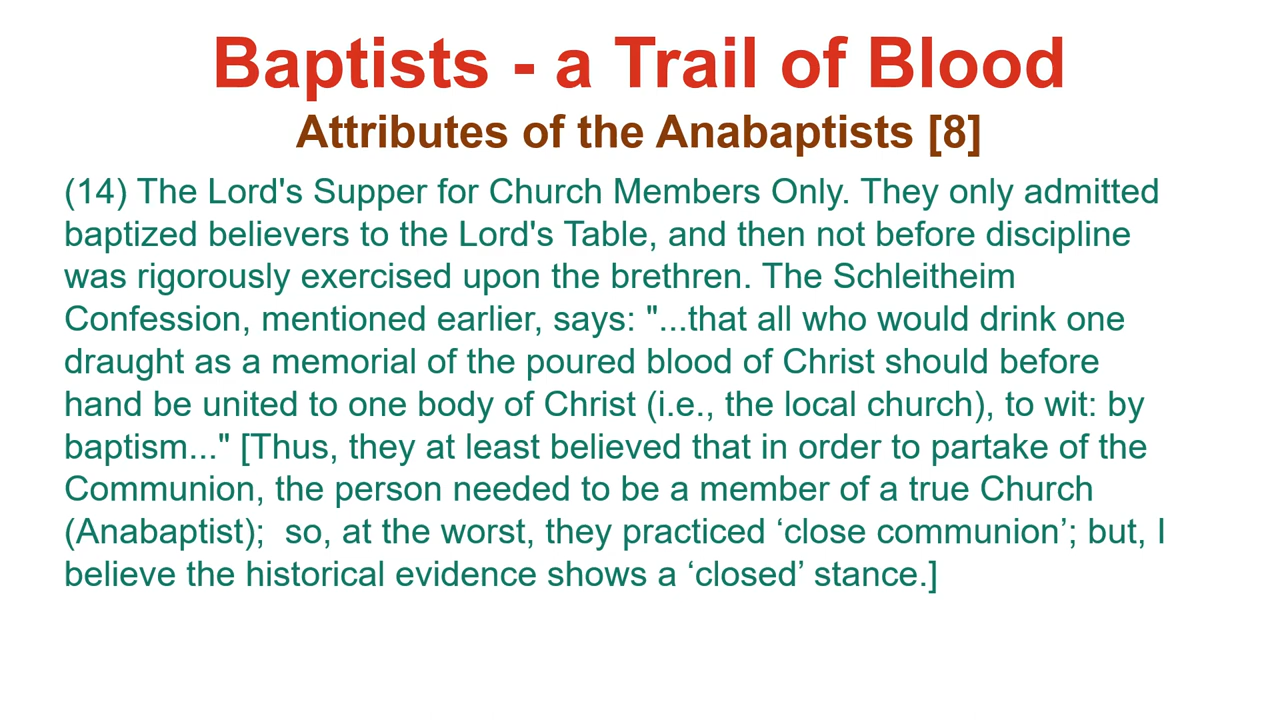 Baptists - a Trail of Blood
Attributes of the Anabaptists [8]
(14) The Lord's Supper for Church Members Only. They only admitted
baptized believers to the Lord's Table, and then not before discipline
was rigorously exercised upon the brethren. The Schleitheim
Confession, mentioned earlier, says: "...that all who would drink one
draught as a memorial of the poured blood of Christ should before
hand be united to one body of Christ (i.e., the local church), to wit: by
baptism..." [Thus, they at least believed that in order to partake of the
Communion, the person needed to be a member of a true Church
(Anabaptist);  so, at the worst, they practiced ‘close communion’; but, I
believe the historical evidence shows a ‘closed’ stance.]